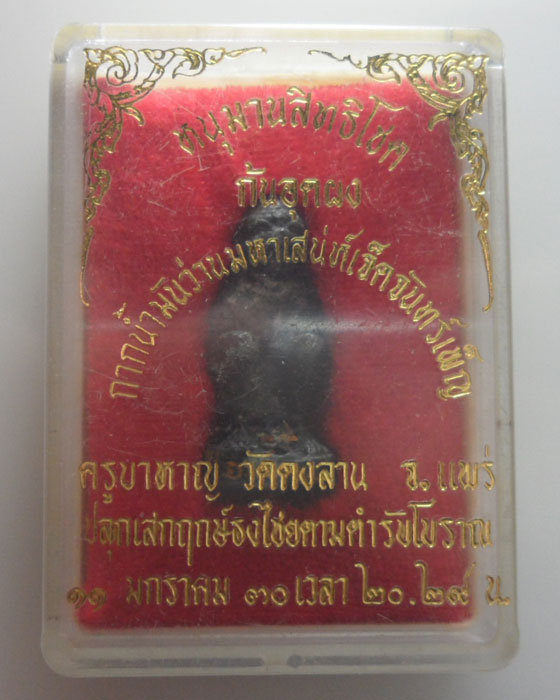 หนุมานสิทธิโชค
ก้นอุดผง
กากน้ำมันว่านมหาเสน่ห์เจ็ดจันทร์เพ็ญ
ครูบาหาญ วัดดงลาน จ.แพร่
ปลุกเสกฤกษ์ธงไชยตามตำรับโบราณ
๑๑ มกราคม ๓๐ เวลา ๒๐.๒๙ น.